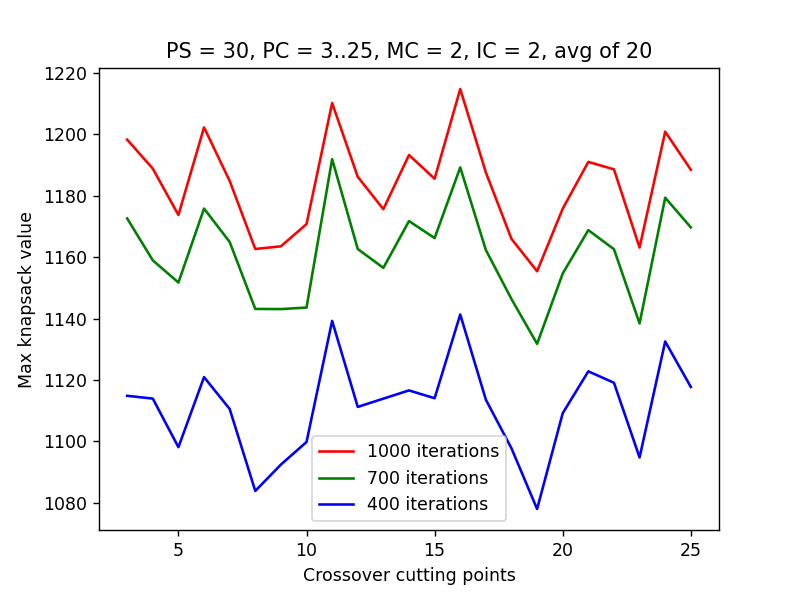 PS = 30, PC = 3..25, MC = 2, IC = 2, avg of 20
1220
1200
1180
1160
1140
1120
1100
1080
Max knapsack value
1000 iterations
700 iterations
400 iterations
5
10
15
20
25
Crossover cutting points